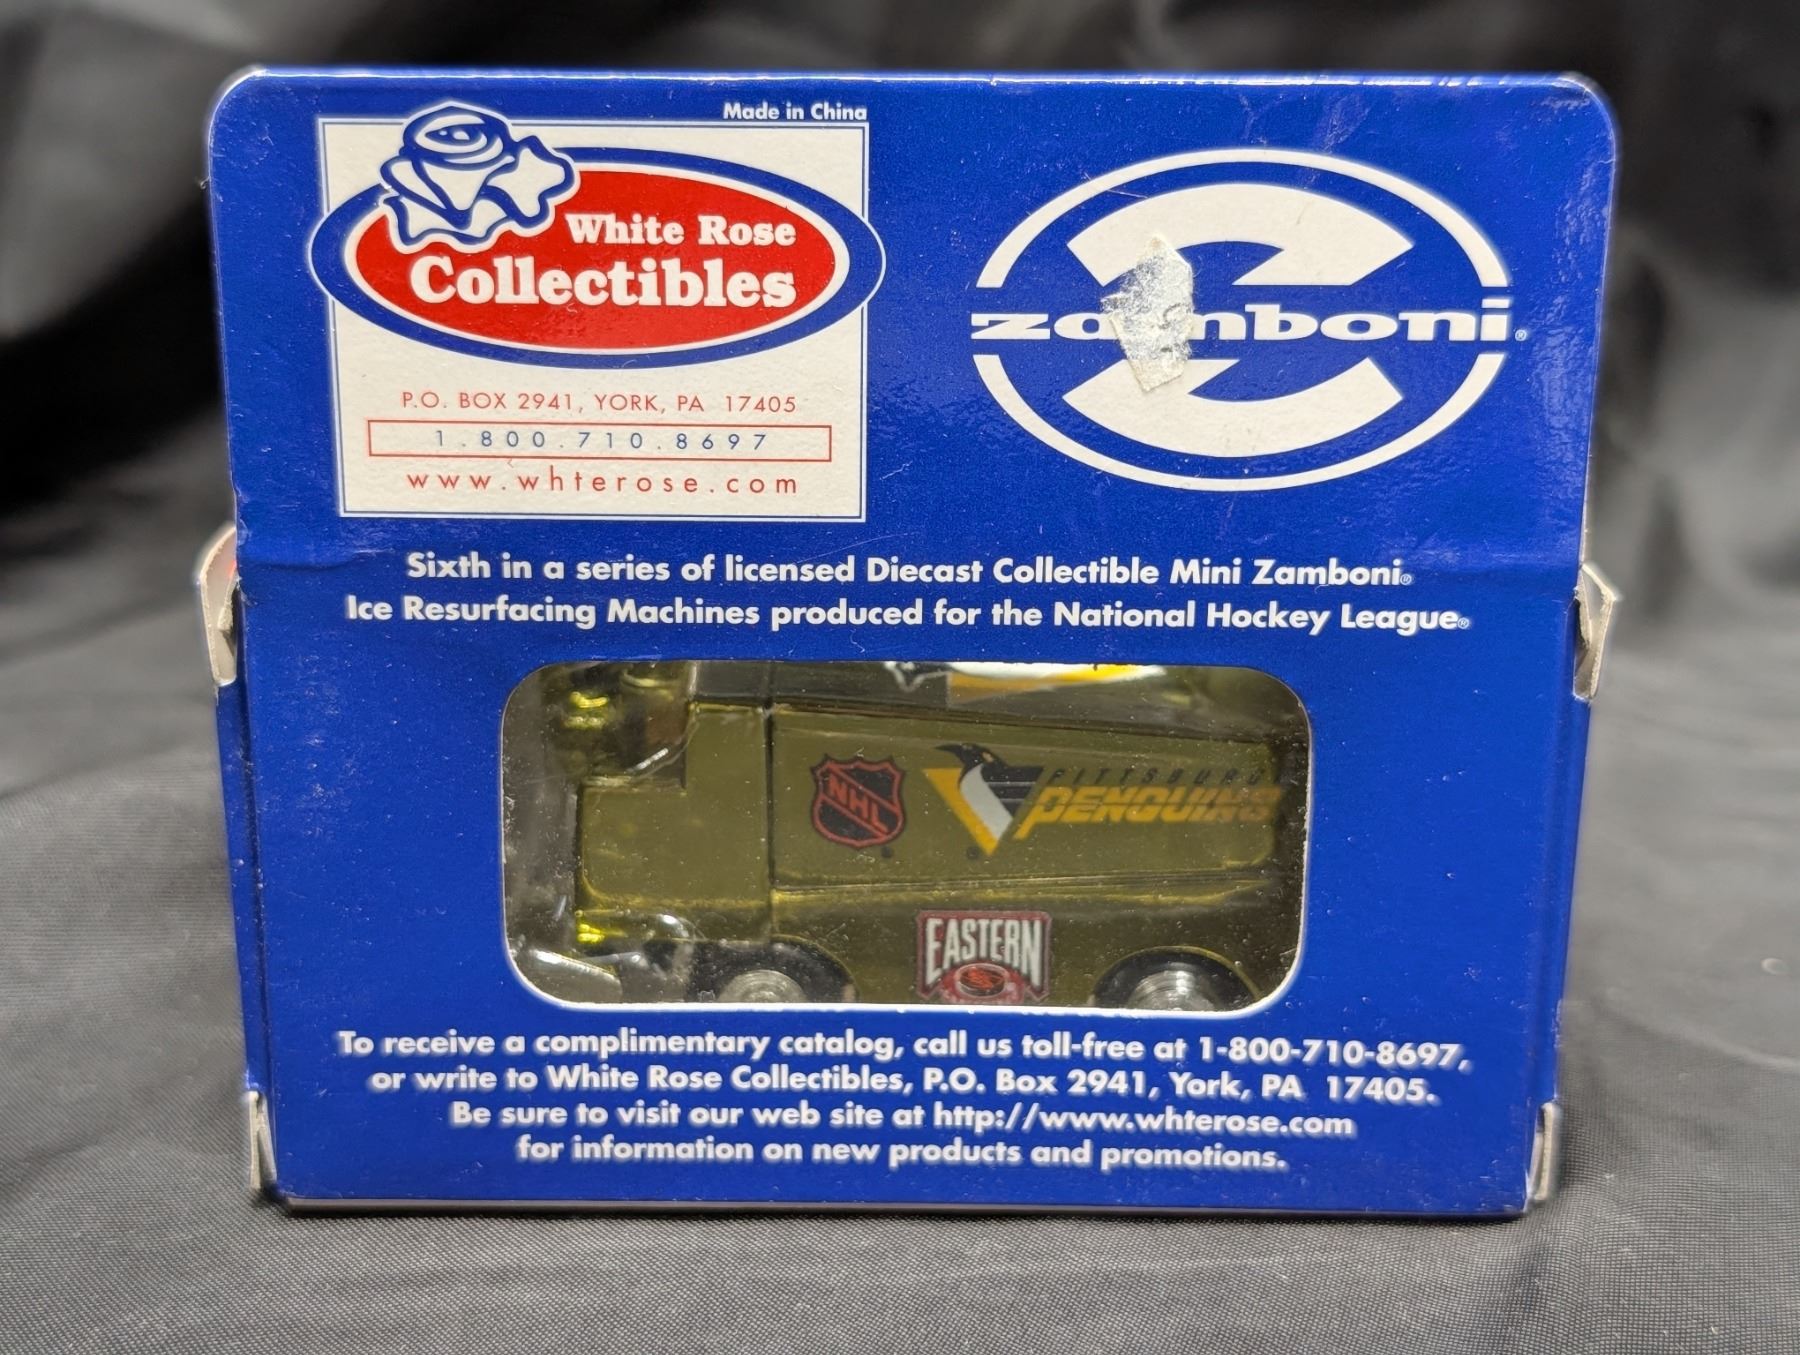 Made in China
White Rose
Collectibles
P.O. BOX 2941, YORK, PA 17405
1.800.710.8697
www.whterose.com
zamboni®
Sixth in a series of licensed Diecast Collectible Mini Zamboni®
Ice Resurfacing Machines produced for the National Hockey League®
NHL
PITTSBURGH
PENGUINS
EASTERN
To receive a complimentary catalog, call us toll-free at 1-800-710-8697,
or write to White Rose Collectibles, P.O. Box 2941, York, PA 17405.
Be sure to visit our web site at http://www.whterose.com
for information on new products and promotions.